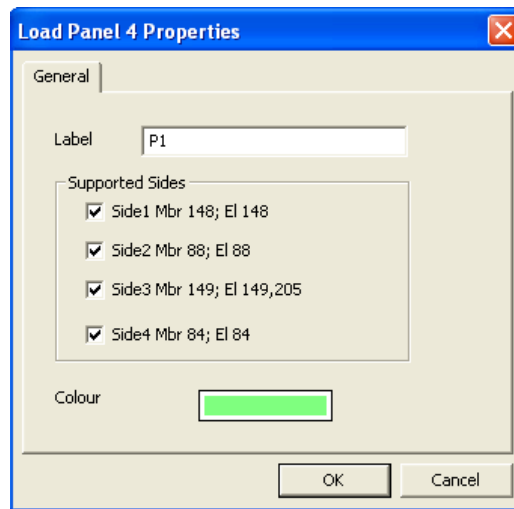 Load Panel 4 Properties
General
Label P1
Supported Sides
Side1 Mbr 148; El 148
Side2 Mbr 88; El 88
Side3 Mbr 149; El 149,205
Side4 Mbr 84; El 84
Colour
OK Cancel